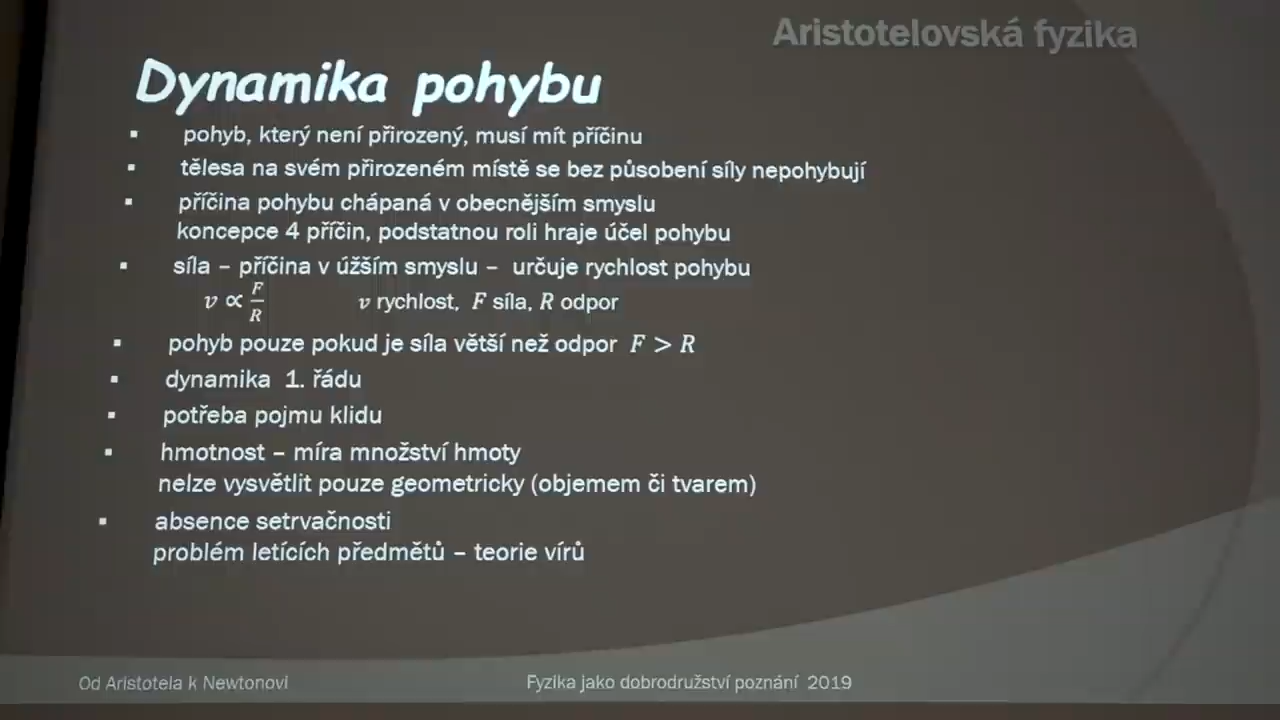 Aristotelovská fyzika
Dynamika pohybu
▪ pohyb, který není přirozený, musí mít příčinu
▪ tělesa na svém přirozeném místě se bez působení síly nepohybují
▪ příčina pohybu chápaná v obecnějším smyslu
koncepce 4 příčin, podstatnou roli hraje účel pohybu
▪ síla – příčina v úžším smyslu – určuje rychlost pohybu
v ∝ F/R v rychlost, F síla, R odpor
▪ pohyb pouze pokud je síla větší než odpor F > R
▪ dynamika 1. řádu
▪ potřeba pojmu klidu
▪ hmotnost – míra množství hmoty
nelze vysvětlit pouze geometricky (objemem či tvarem)
▪ absence setrvačnosti
problém letících předmětů – teorie vírů
Od Aristotela k Newtonovi Fyzika jako dobrodružství poznání 2019